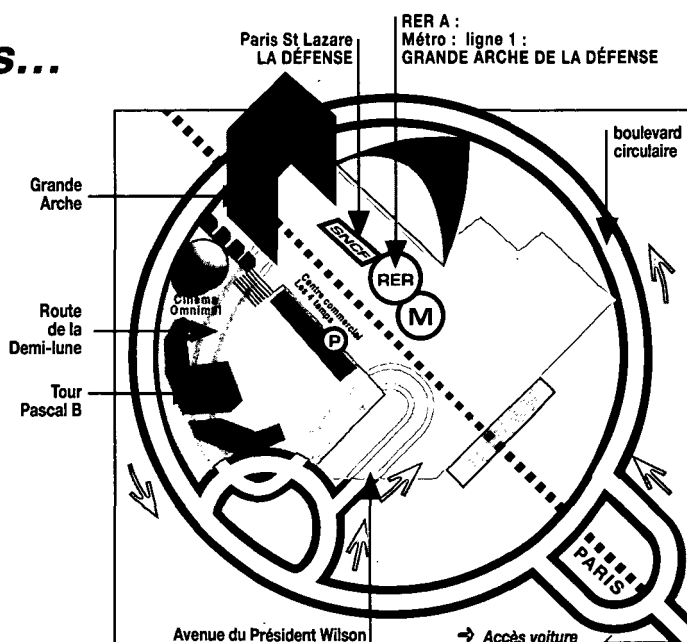 s...
Paris St Lazare
LA DÉFENSE
RER A :
Métro : ligne 1 :
GRANDE ARCHE DE LA DÉFENSE
boulevard
circulaire
Grande
Arche
SNCF
RER
M
Cinéma
Omnimax
Centre commercial
Les 4 temps
P
Route
de la
Demi-lune
Tour
Pascal B
PARIS
Avenue du Président Wilson
Accès voiture